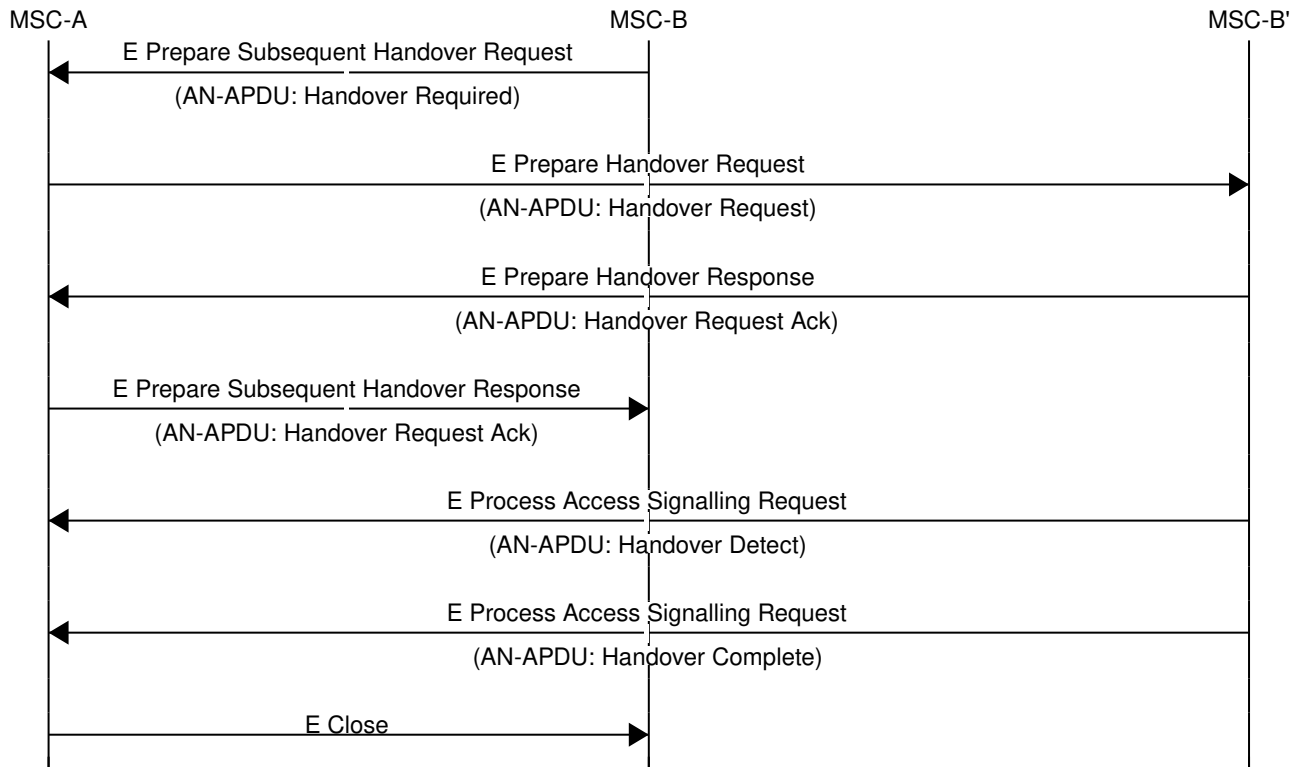 MSC-A MSC-B MSC-B'
E Prepare Subsequent Handover Request
(AN-APDU: Handover Required)
E Prepare Handover Request
(AN-APDU: Handover Request)
E Prepare Handover Response
(AN-APDU: Handover Request Ack)
E Prepare Subsequent Handover Response
(AN-APDU: Handover Request Ack)
E Process Access Signalling Request
(AN-APDU: Handover Detect)
E Process Access Signalling Request
(AN-APDU: Handover Complete)
E Close